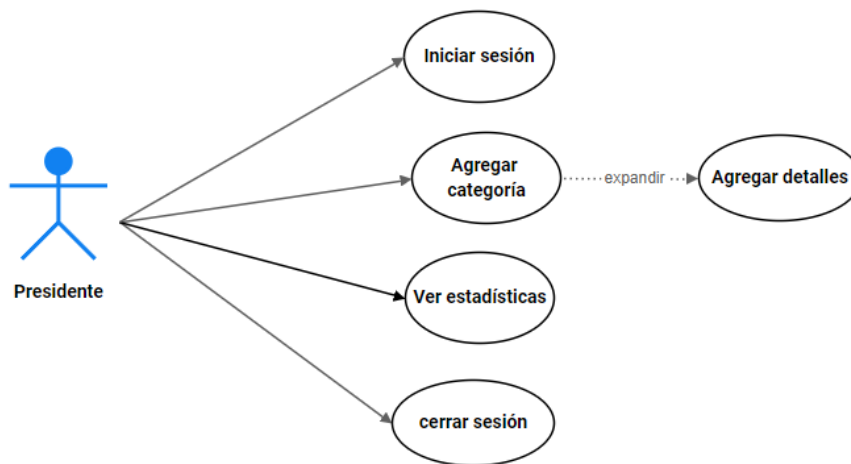 Iniciar sesión
Agregar
categoría
expandir
Agregar detalles
Presidente
Ver estadísticas
cerrar sesión